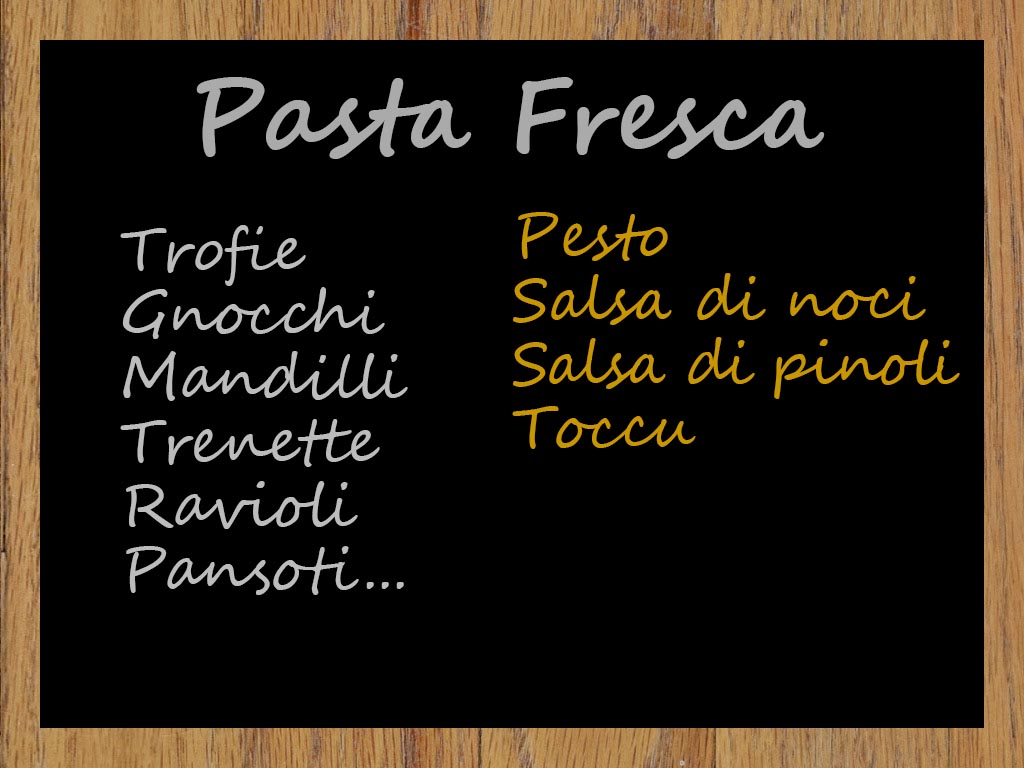 Pasta Fresca
Trofie
Gnocchi
Mandilli
Trenette
Ravioli
Pansoti...
Pesto
Salsa di noci
Salsa di pinoli
Toccu